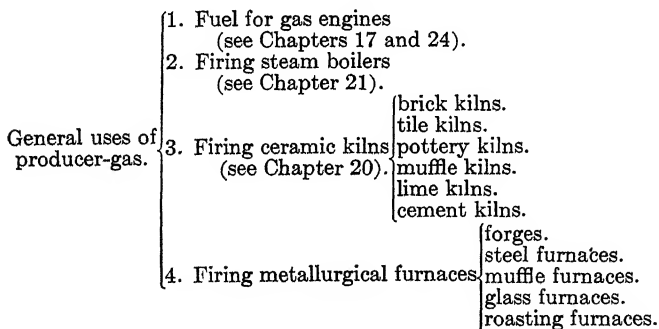 1. Fuel for gas engines
(see Chapters 17 and 24).
2. Firing steam boilers
(see Chapter 21).
General uses of
producer-gas.
3. Firing ceramic kilns
(see Chapter 20).
brick kilns.
tile kilns.
pottery kilns.
muffle kilns.
lime kılns.
cement kilns.
4. Firing metallurgical furnaces
forges.
steel furnaces.
muffle furnaces.
glass furnaces.
roasting furnaces.